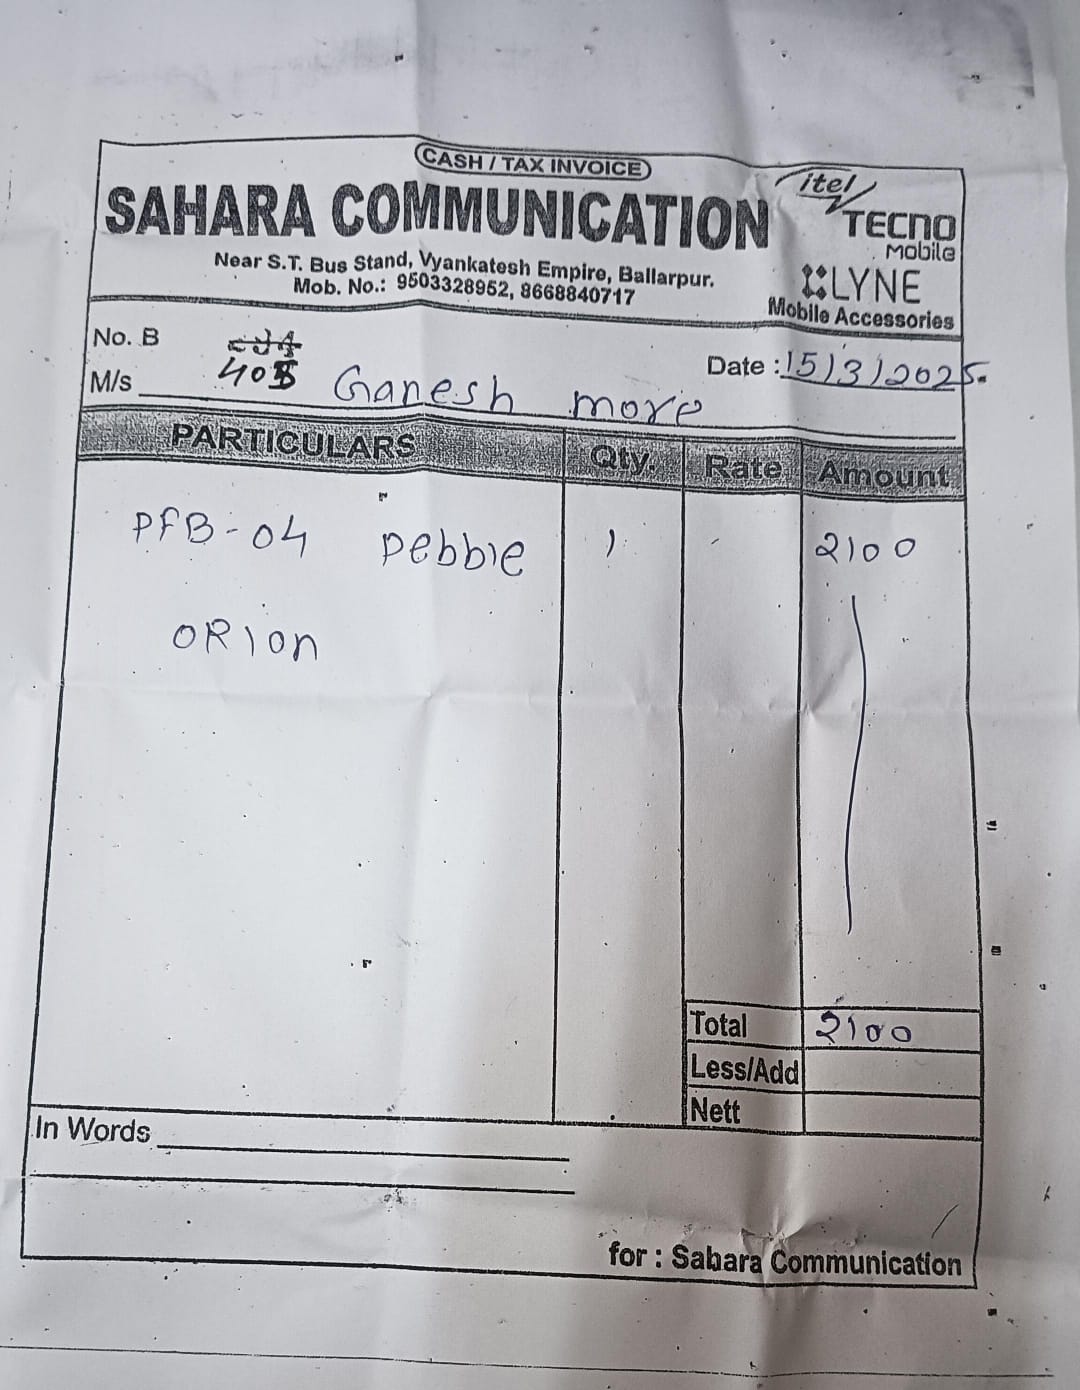 CASH / TAX INVOICE
SAHARA COMMUNICATION
itel
TECNO
Mobile
LYNE
Mobile Accessories
Near S.T. Bus Stand, Vyankatesh Empire, Ballarpur.
Mob. No.: 9503328952, 8668840717
No. B
Date : 15/3/2025.
M/s Ganesh more
PARTICULARS Qty. Rate Amount
PFB-04 Pebble 1 - 2100
ORION
Total 2100
Less/Add
Nett
In Words
for : Sahara Communication